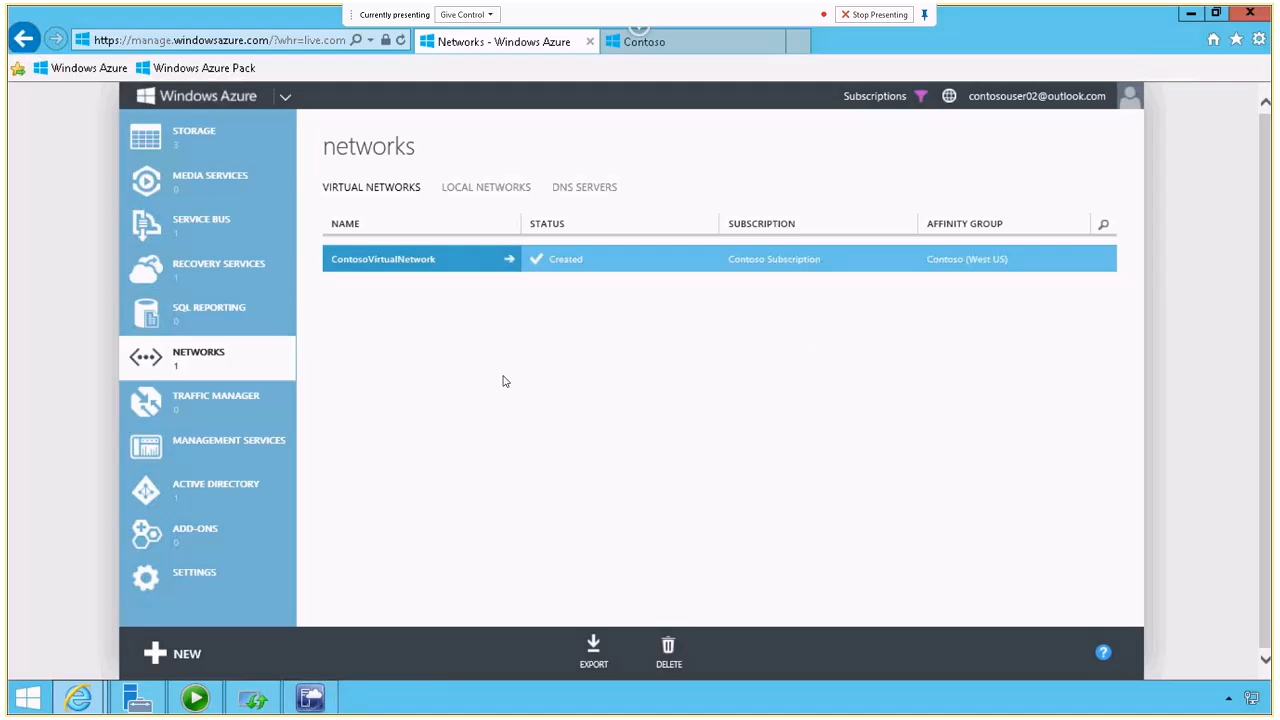 Currently presenting
Give Control
Stop Presenting
https://manage.windowsazure.com/?whr=live.com
Networks - Windows Azure
Contoso
Windows Azure
Windows Azure Pack
Windows Azure
Subscriptions
contosouser02@outlook.com
STORAGE
3
MEDIA SERVICES
0
SERVICE BUS
1
RECOVERY SERVICES
1
SQL REPORTING
0
NETWORKS
1
TRAFFIC MANAGER
0
MANAGEMENT SERVICES
ACTIVE DIRECTORY
1
ADD-ONS
0
SETTINGS
networks
VIRTUAL NETWORKS LOCAL NETWORKS DNS SERVERS
NAME STATUS SUBSCRIPTION AFFINITY GROUP
ContosoVirtualNetwork Created Contoso Subscription Contoso (West US)
NEW
EXPORT
DELETE
?